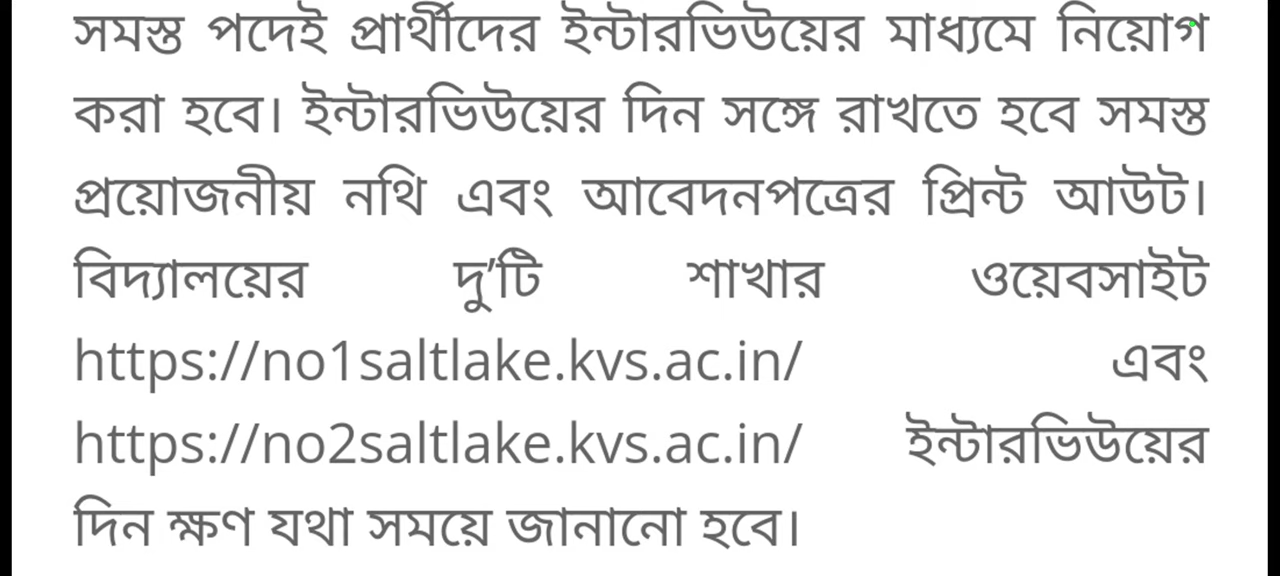 সমস্ত পদেই প্রার্থীদের ইন্টারভিউয়ের মাধ্যমে নিয়োগ
করা হবে। ইন্টারভিউয়ের দিন সঙ্গে রাখতে হবে সমস্ত
প্রয়োজনীয় নথি এবং আবেদনপত্রের প্রিন্ট আউট।
বিদ্যালয়ের দু’টি শাখার ওয়েবসাইট
https://no1saltlake.kvs.ac.in/ এবং
https://no2saltlake.kvs.ac.in/ ইন্টারভিউয়ের
দিন ক্ষণ যথা সময়ে জানানো হবে।